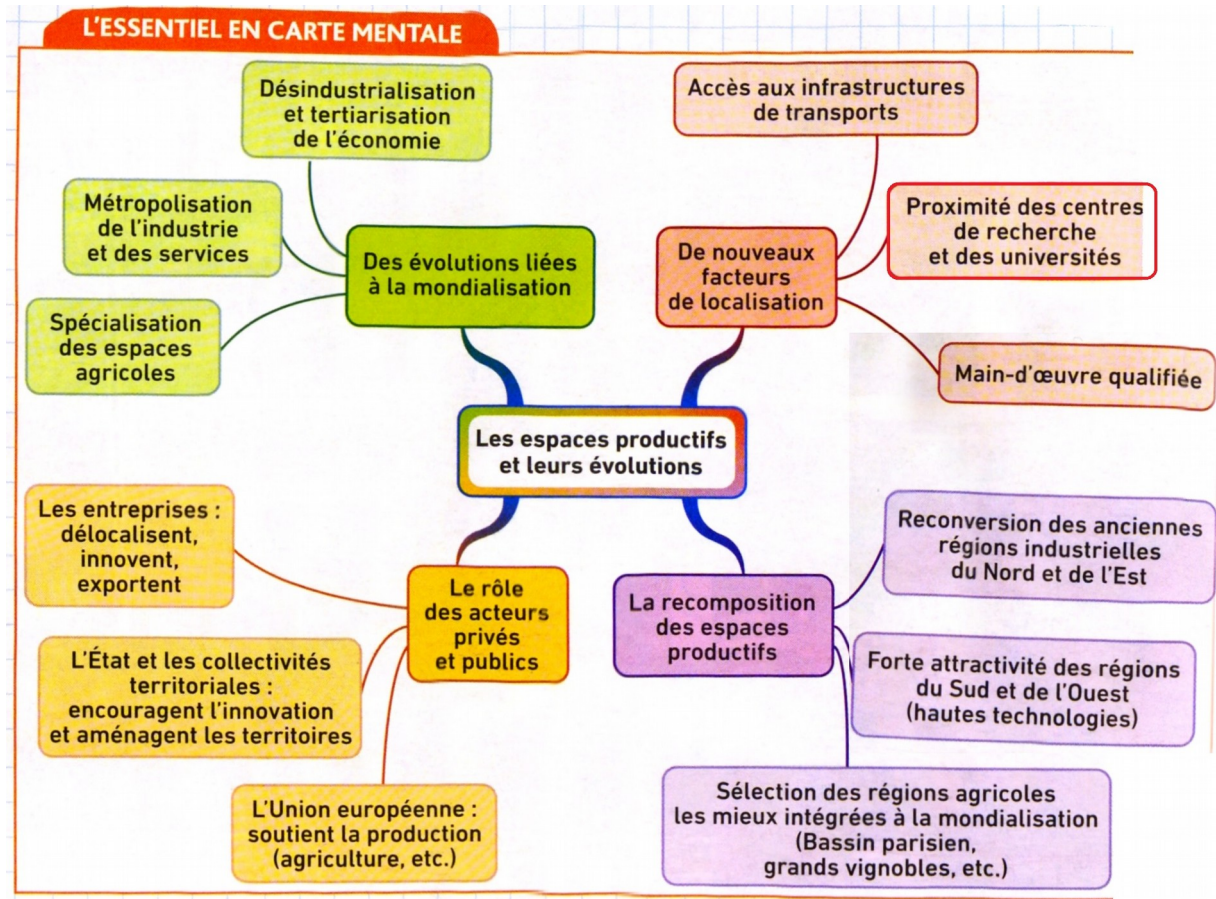 L'ESSENTIEL EN CARTE MENTALE
Désindustrialisation
et tertiarisation
de l'économie
Métropolisation
de l'industrie
et des services
Spécialisation
des espaces
agricoles
Des évolutions liées
à la mondialisation
Accès aux infrastructures
de transports
Proximité des centres
de recherche
et des universités
De nouveaux
facteurs
de localisation
Main-d'œuvre qualifiée
Les espaces productifs
et leurs évolutions
Les entreprises :
délocalisent,
innovent,
exportent
Le rôle
des acteurs
privés
et publics
L'État et les collectivités
territoriales :
encouragent l'innovation
et aménagent les territoires
L'Union européenne :
soutient la production
(agriculture, etc.)
La recomposition
des espaces
productifs
Reconversion des anciennes
régions industrielles
du Nord et de l'Est
Forte attractivité des régions
du Sud et de l'Ouest
(hautes technologies)
Sélection des régions agricoles
les mieux intégrées à la mondialisation
(Bassin parisien,
grands vignobles, etc.)